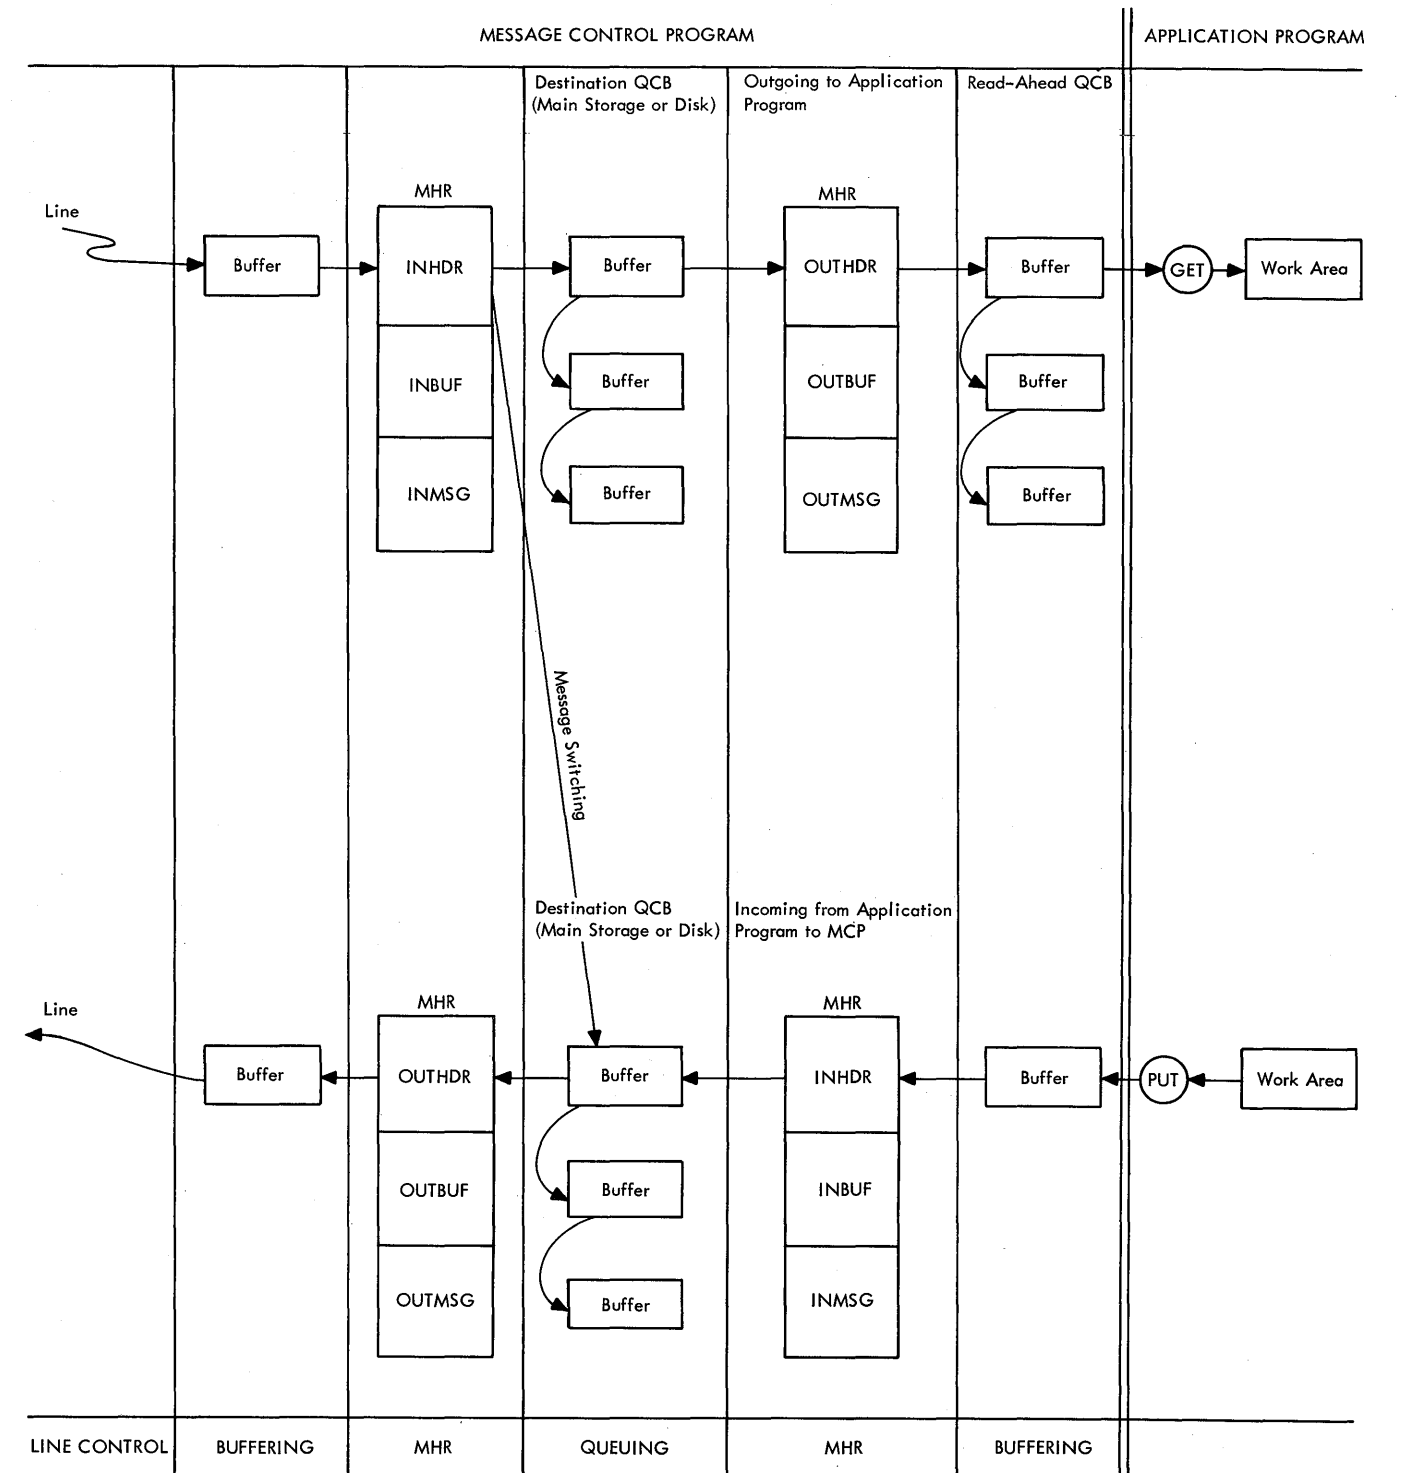 MESSAGE CONTROL PROGRAM
APPLICATION PROGRAM
Destination QCB
(Main Storage or Disk)
Outgoing to Application
Program
Read-Ahead QCB
MHR
MHR
Line
Buffer
INHDR
Buffer
OUTHDR
Buffer
GET
Work Area
INBUF
Buffer
OUTBUF
Buffer
INMSG
Buffer
OUTMSG
Buffer
Message Switching
Destination QCB
(Main Storage or Disk)
Incoming from Application
Program to MCP
MHR
MHR
Line
Buffer
OUTHDR
Buffer
INHDR
Buffer
PUT
Work Area
OUTBUF
Buffer
INBUF
OUTMSG
Buffer
INMSG
LINE CONTROL
BUFFERING
MHR
QUEUING
MHR
BUFFERING